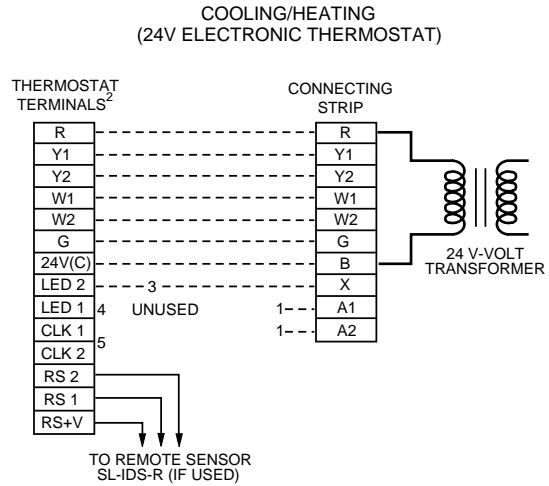 COOLING/HEATING
(24V ELECTRONIC THERMOSTAT)
THERMOSTAT
TERMINALS2
CONNECTING
STRIP
R R
Y1 Y1
Y2 Y2
W1 W1
W2 W2
G G
24V(C) B
LED 2 3 X
LED 1 4 UNUSED 1 A1
CLK 1 1 A2
5
CLK 2
RS 2
RS 1
RS+V
24 V-VOLT
TRANSFORMER
TO REMOTE SENSOR
SL-IDS-R (IF USED)